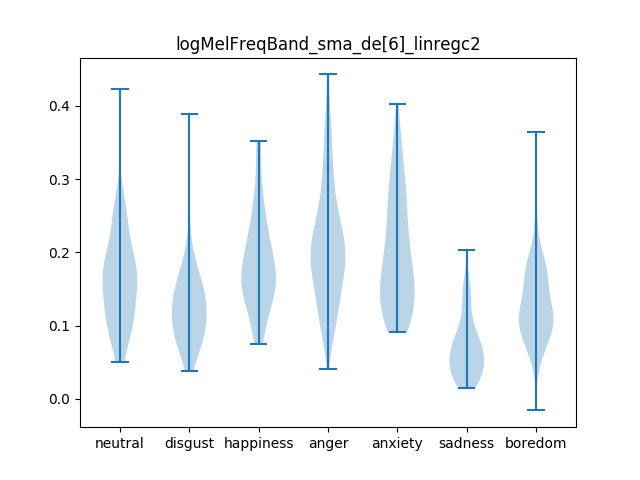 logMelFreqBand_sma_de[6]_linregc2
0.4
0.3
0.2
0.1
0.0
neutral disgust happiness anger anxiety sadness boredom